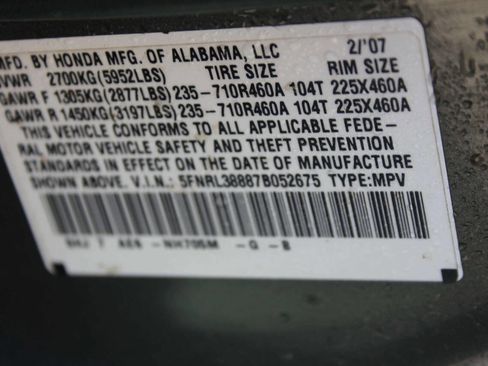 MFD. BY HONDA MFG. OF ALABAMA, LLC 2/'07
GVWR 2700KG(5952LBS) TIRE SIZE RIM SIZE
GAWR F 1305KG(2877LBS)235-710R460A 104T 225X460A
GAWR R 1450KG(3197LBS)235-710R460A 104T 225X460A
THIS VEHICLE CONFORMS TO ALL APPLICABLE FEDE-
RAL MOTOR VEHICLE SAFETY AND THEFT PREVENTION
STANDARDS IN EFFECT ON THE DATE OF MANUFACTURE
SHOWN ABOVE. V.I.N.: 5FNRL38887B052675 TYPE:MPV
NH705M -G -B